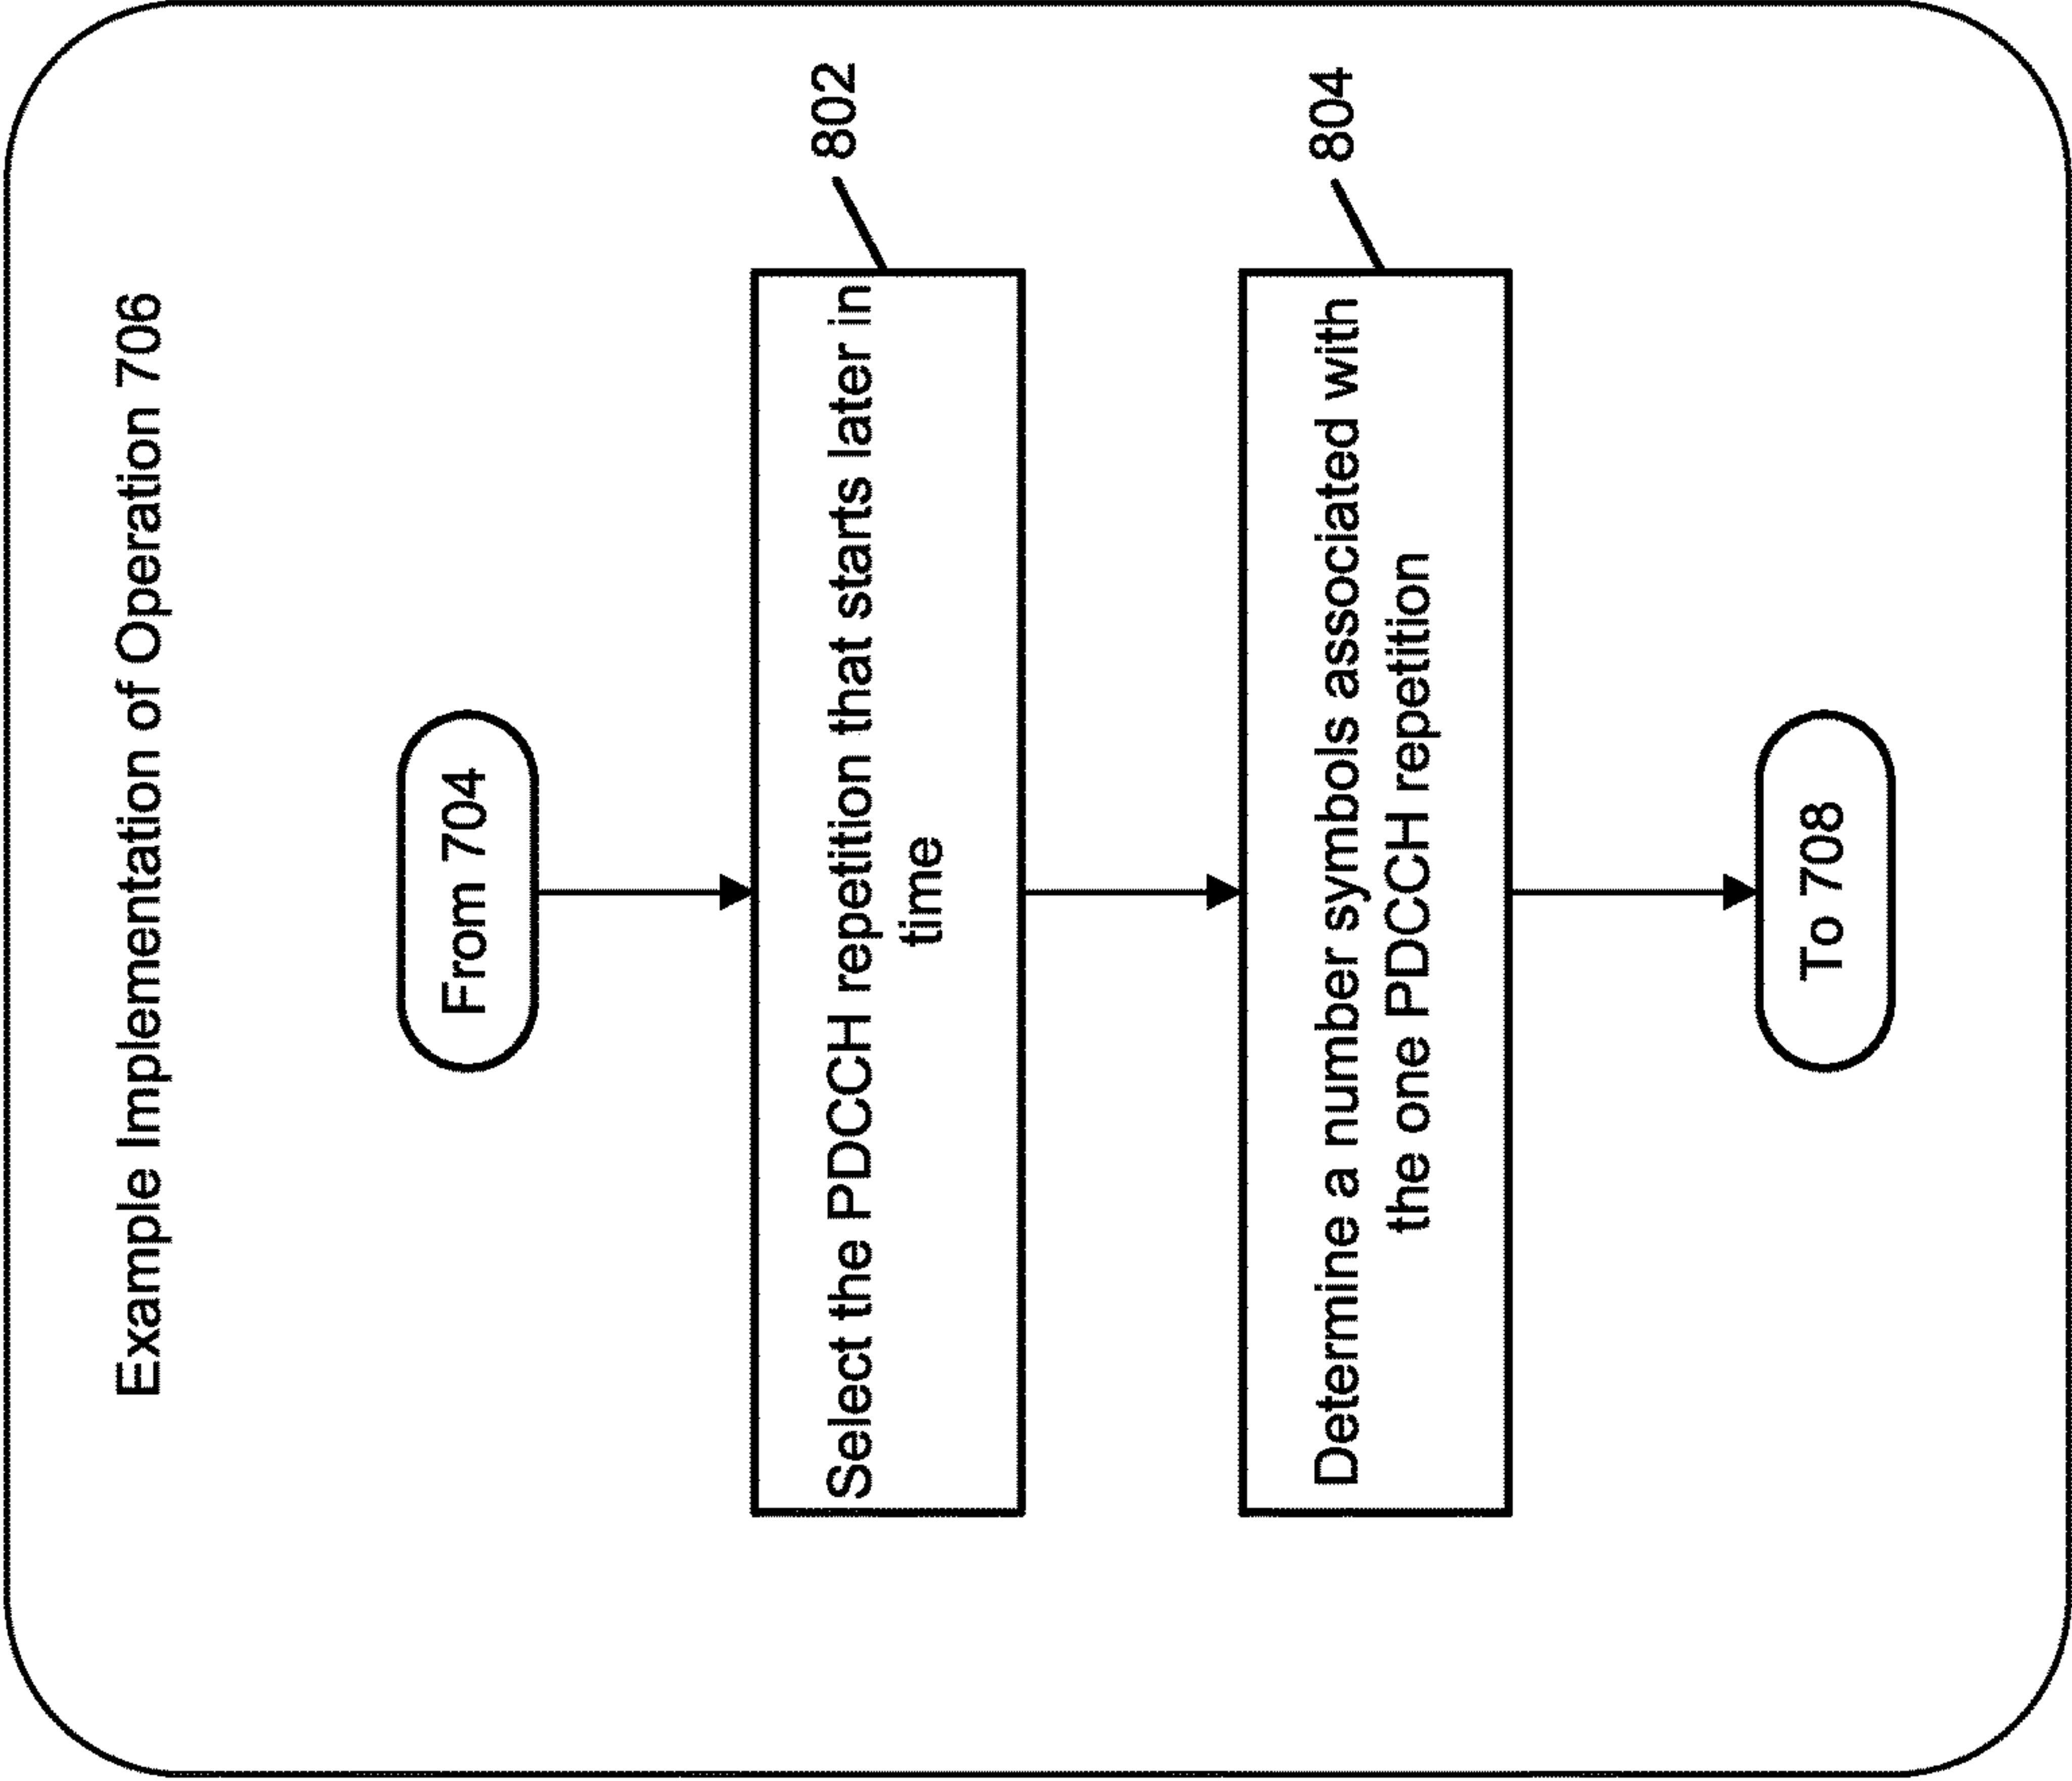 Example Implementation of Operation 706
From 704
802
Select the PDCCH repetition that starts later in
time
804
Determine a number symbols associated with
the one PDCCH repetition
To 708